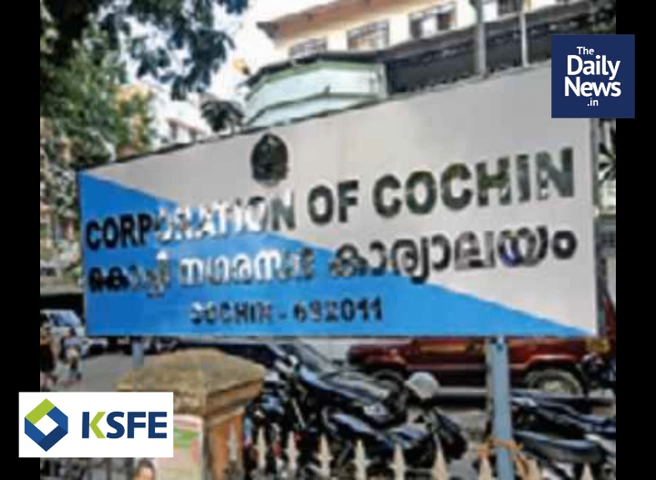 The
Daily
News
.in
CORPORATION OF COCHIN
കൊച്ചി നഗരസഭ കാര്യാലയം
COCHIN - 682011
KSFE